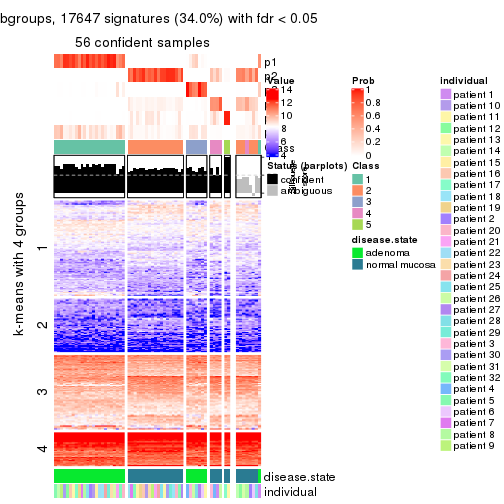 bgroups, 17647 signatures (34.0%) with fdr < 0.05
56 confident samples
p1
p2
Value
14
12
10
8
6
4
Prob
1
0.8
0.6
0.4
0.2
0
Status (barplots)
confident
ambiguous
Class
1
2
3
4
5
disease.state
adenoma
normal mucosa
individual
patient 1
patient 10
patient 11
patient 12
patient 13
patient 14
patient 15
patient 16
patient 17
patient 18
patient 19
patient 2
patient 20
patient 21
patient 22
patient 23
patient 24
patient 25
patient 26
patient 27
patient 28
patient 29
patient 3
patient 30
patient 31
patient 32
patient 4
patient 5
patient 6
patient 7
patient 8
patient 9
k-means with 4 groups
1
2
3
4
disease.state
individual